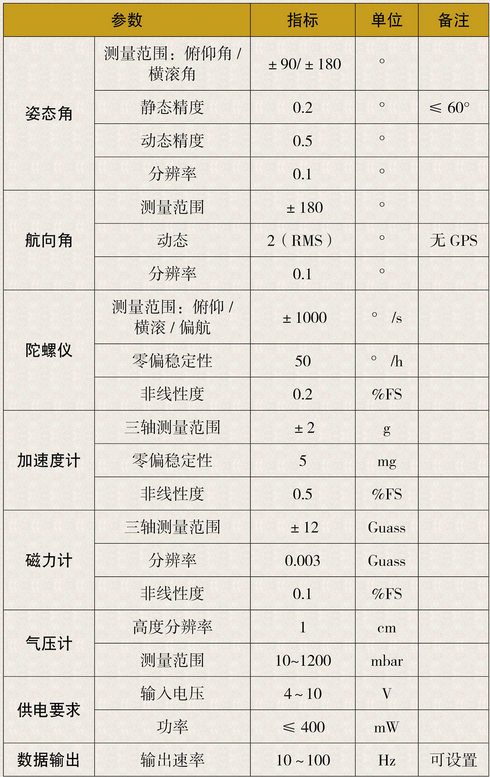 参数 指标 单位 备注
姿态角 测量范围：俯仰角 /
横滚角 ±90/±180 °
静态精度 0.2 ° ≤ 60°
动态精度 0.5 °
分辨率 0.1 °
航向角 测量范围 ±180 °
动态 2（RMS） ° 无 GPS
分辨率 0.1 °
陀螺仪 测量范围：俯仰 /
横滚 / 偏航 ±1000 ° /s
零偏稳定性 50 ° /h
非线性度 0.2 %FS
加速度计 三轴测量范围 ±2 g
零偏稳定性 5 mg
非线性度 0.5 %FS
磁力计 三轴测量范围 ±12 Guass
分辨率 0.003 Guass
非线性度 0.1 %FS
气压计 高度分辨率 1 cm
测量范围 10~1200 mbar
供电要求 输入电压 4~10 V
功率 ≤ 400 mW
数据输出 输出速率 10~100 Hz 可设置